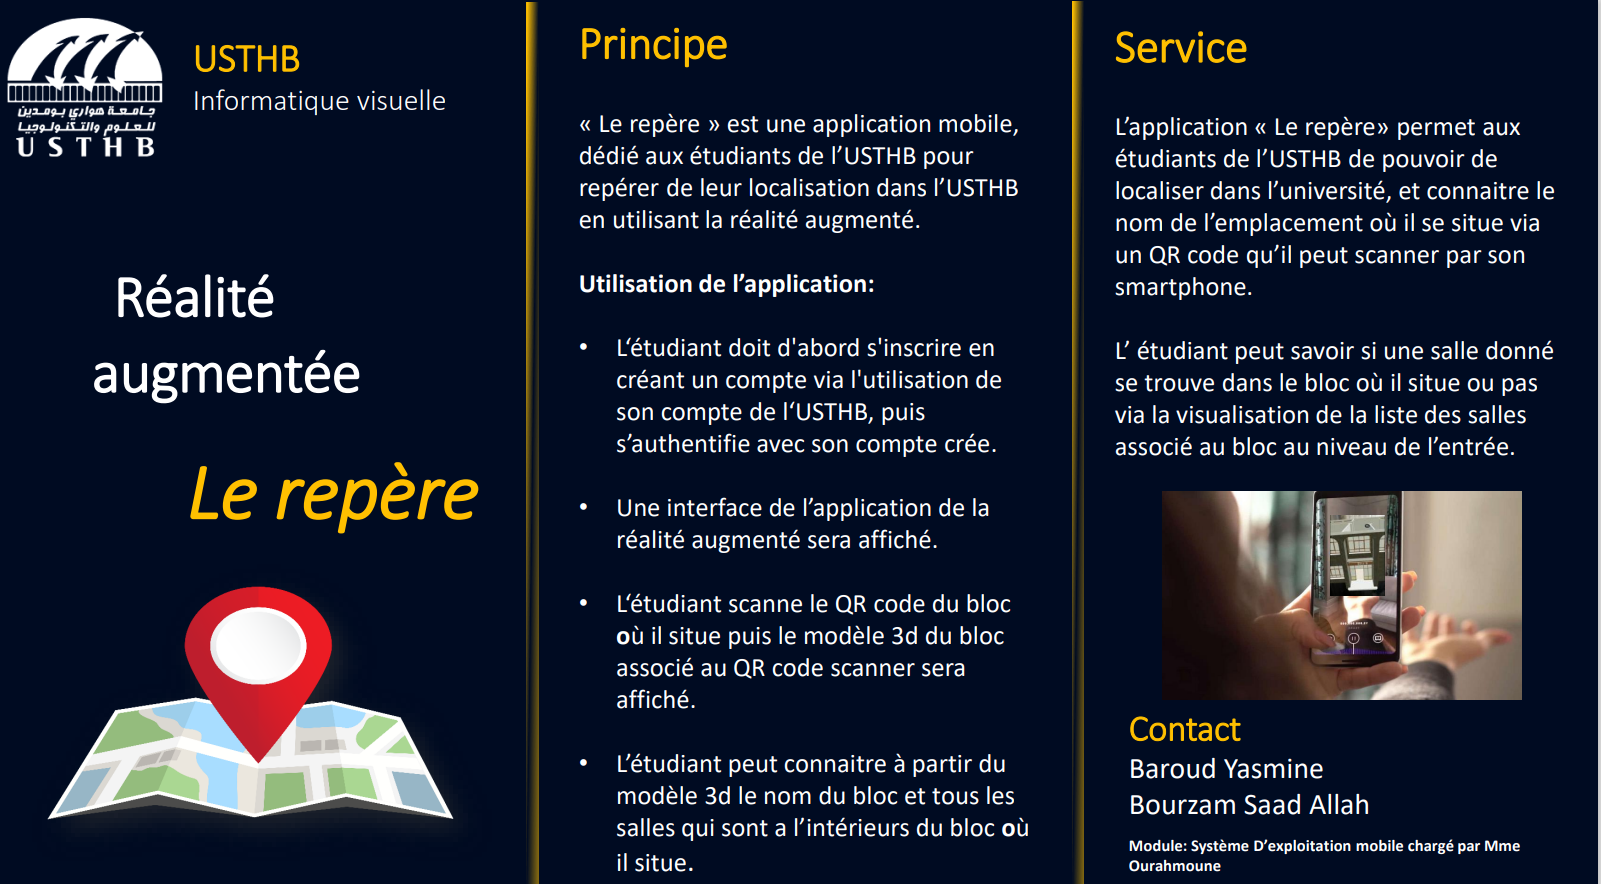 جامعة هواري بومدين
للعلوم والتكنولوجيا
USTHB
USTHB
Informatique visuelle
Réalité
augmentée
Le repère
Principe
« Le repère » est une application mobile,
dédié aux étudiants de l’USTHB pour
repérer de leur localisation dans l’USTHB
en utilisant la réalité augmenté.
Utilisation de l’application:
• L‘étudiant doit d'abord s'inscrire en
créant un compte via l'utilisation de
son compte de l‘USTHB, puis
s’authentifie avec son compte crée.
• Une interface de l’application de la
réalité augmenté sera affiché.
• L‘étudiant scanne le QR code du bloc
où il situe puis le modèle 3d du bloc
associé au QR code scanner sera
affiché.
• L’étudiant peut connaitre à partir du
modèle 3d le nom du bloc et tous les
salles qui sont a l’intérieurs du bloc où
il situe.
Service
L’application « Le repère» permet aux
étudiants de l’USTHB de pouvoir de
localiser dans l’université, et connaitre le
nom de l’emplacement où il se situe via
un QR code qu’il peut scanner par son
smartphone.
L’ étudiant peut savoir si une salle donné
se trouve dans le bloc où il situe ou pas
via la visualisation de la liste des salles
associé au bloc au niveau de l’entrée.
Contact
Baroud Yasmine
Bourzam Saad Allah
Module: Système D’exploitation mobile chargé par Mme
Ourahmoune